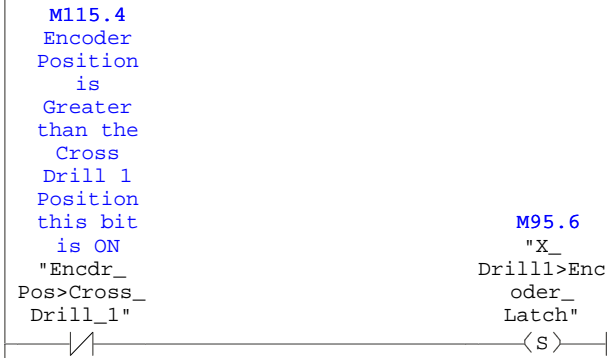 M115.4
Encoder
Position
is
Greater
than the
Cross
Drill 1
Position
this bit
is ON
"Encdr_
Pos>Cross_
Drill_1"
M95.6
"X_
Drill1>Enc
oder_
Latch"
S